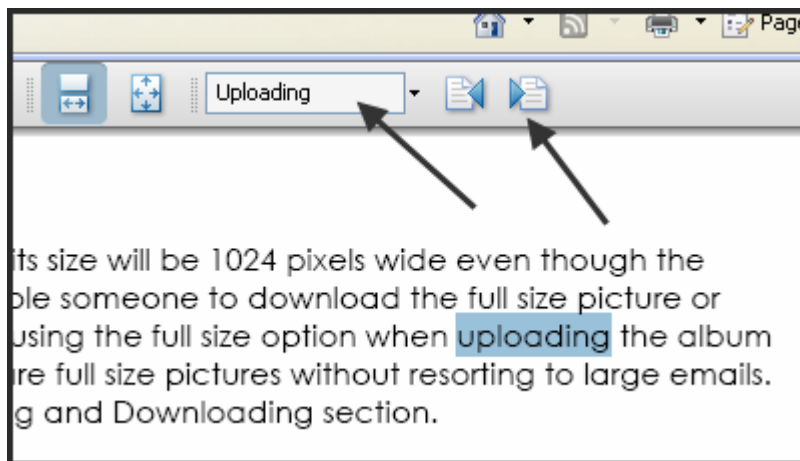 Page
Uploading
its size will be 1024 pixels wide even though the
ble someone to download the full size picture or
using the full size option when uploading the album
re full size pictures without resorting to large emails.
g and Downloading section.